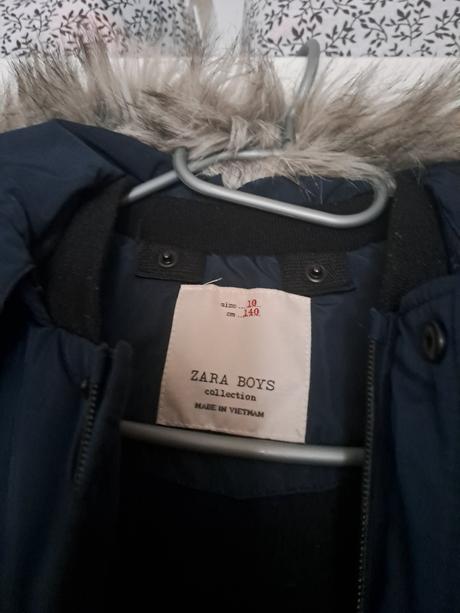 size...10...
cm...140...
ZARA BOYS
collection
MADE IN VIETNAM